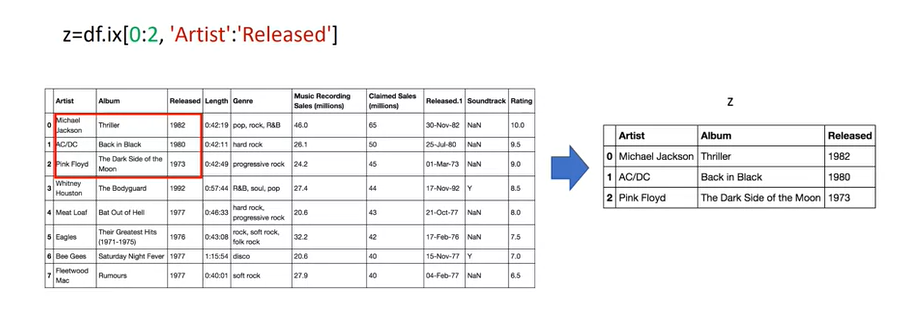 z=df.ix[0:2, 'Artist':'Released']
Artist Album Released Length Genre Music Recording Sales (millions) Claimed Sales (millions) Released.1 Soundtrack Rating
0 Michael Jackson Thriller 1982 0:42:19 pop, rock, R&B 46.0 65 30-Nov-82 NaN 10.0
1 AC/DC Back in Black 1980 0:42:11 hard rock 26.1 50 25-Jul-80 NaN 9.5
2 Pink Floyd The Dark Side of the Moon 1973 0:42:49 progressive rock 24.2 45 01-Mar-73 NaN 9.0
3 Whitney Houston The Bodyguard 1992 0:57:44 R&B, soul, pop 27.4 44 17-Nov-92 Y 8.5
4 Meat Loaf Bat Out of Hell 1977 0:46:33 hard rock, progressive rock 20.6 43 21-Oct-77 NaN 8.0
5 Eagles Their Greatest Hits (1971-1975) 1976 0:43:08 rock, soft rock, folk rock 32.2 42 17-Feb-76 NaN 7.5
6 Bee Gees Saturday Night Fever 1977 1:15:54 disco 20.6 40 15-Nov-77 Y 7.0
7 Fleetwood Mac Rumours 1977 0:40:01 soft rock 27.9 40 04-Feb-77 NaN 6.5
z
Artist Album Released
0 Michael Jackson Thriller 1982
1 AC/DC Back in Black 1980
2 Pink Floyd The Dark Side of the Moon 1973